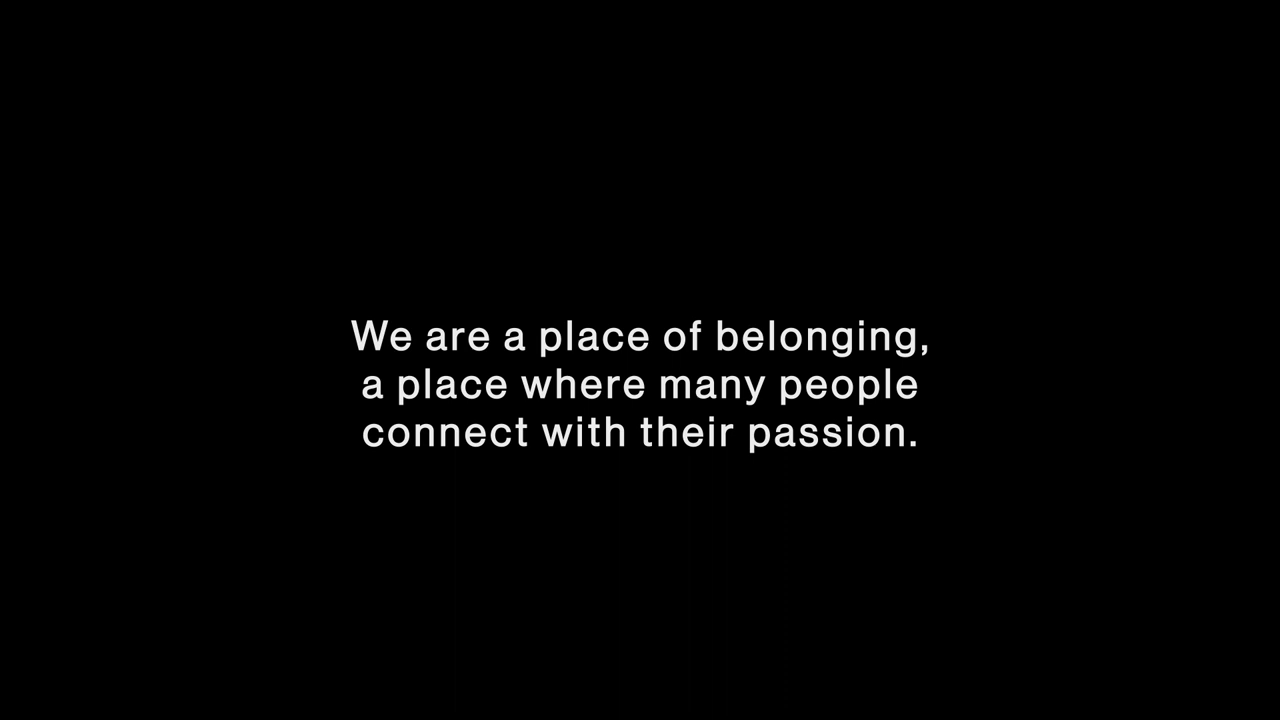 We are a place of belonging,
a place where many people
connect with their passion.